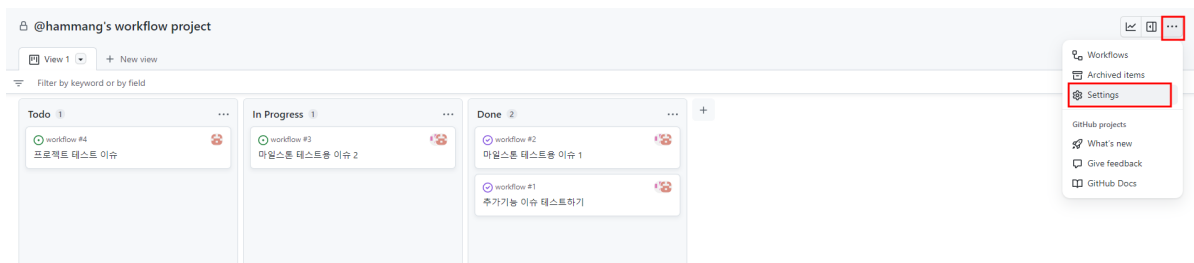 @hammang's workflow project
View 1
+ New view
Filter by keyword or by field
Todo 1
workflow #4
프로젝트 테스트 이슈
In Progress 1
workflow #3
마일스톤 테스트용 이슈 2
Done 2
workflow #2
마일스톤 테스트용 이슈 1
workflow #1
추가기능 이슈 테스트하기
+
Workflows
Archived items
Settings
GitHub projects
What's new
Give feedback
GitHub Docs